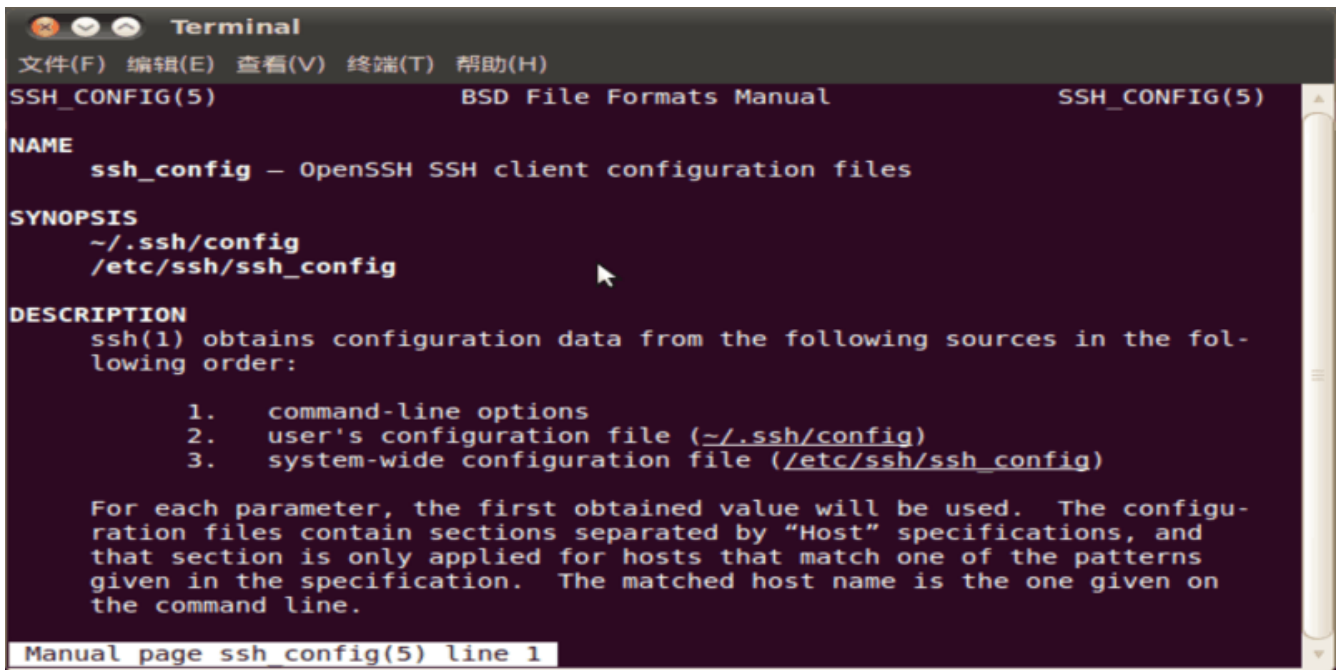 Terminal
文件(F) 编辑(E) 查看(V) 终端(T) 帮助(H)
SSH_CONFIG(5) BSD File Formats Manual SSH_CONFIG(5)
NAME
ssh_config — OpenSSH SSH client configuration files
SYNOPSIS
~/.ssh/config
/etc/ssh/ssh_config
DESCRIPTION
ssh(1) obtains configuration data from the following sources in the fol-
lowing order:
1. command-line options
2. user's configuration file (~/.ssh/config)
3. system-wide configuration file (/etc/ssh/ssh_config)
For each parameter, the first obtained value will be used. The configu-
ration files contain sections separated by “Host” specifications, and
that section is only applied for hosts that match one of the patterns
given in the specification. The matched host name is the one given on
the command line.
Manual page ssh_config(5) line 1